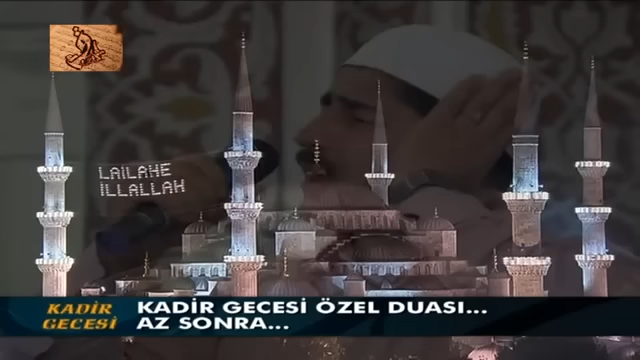 LAILAHE
ILLALLAH
KADİR
GECESİ
KADİR GECESİ ÖZEL DUASI...
AZ SONRA...